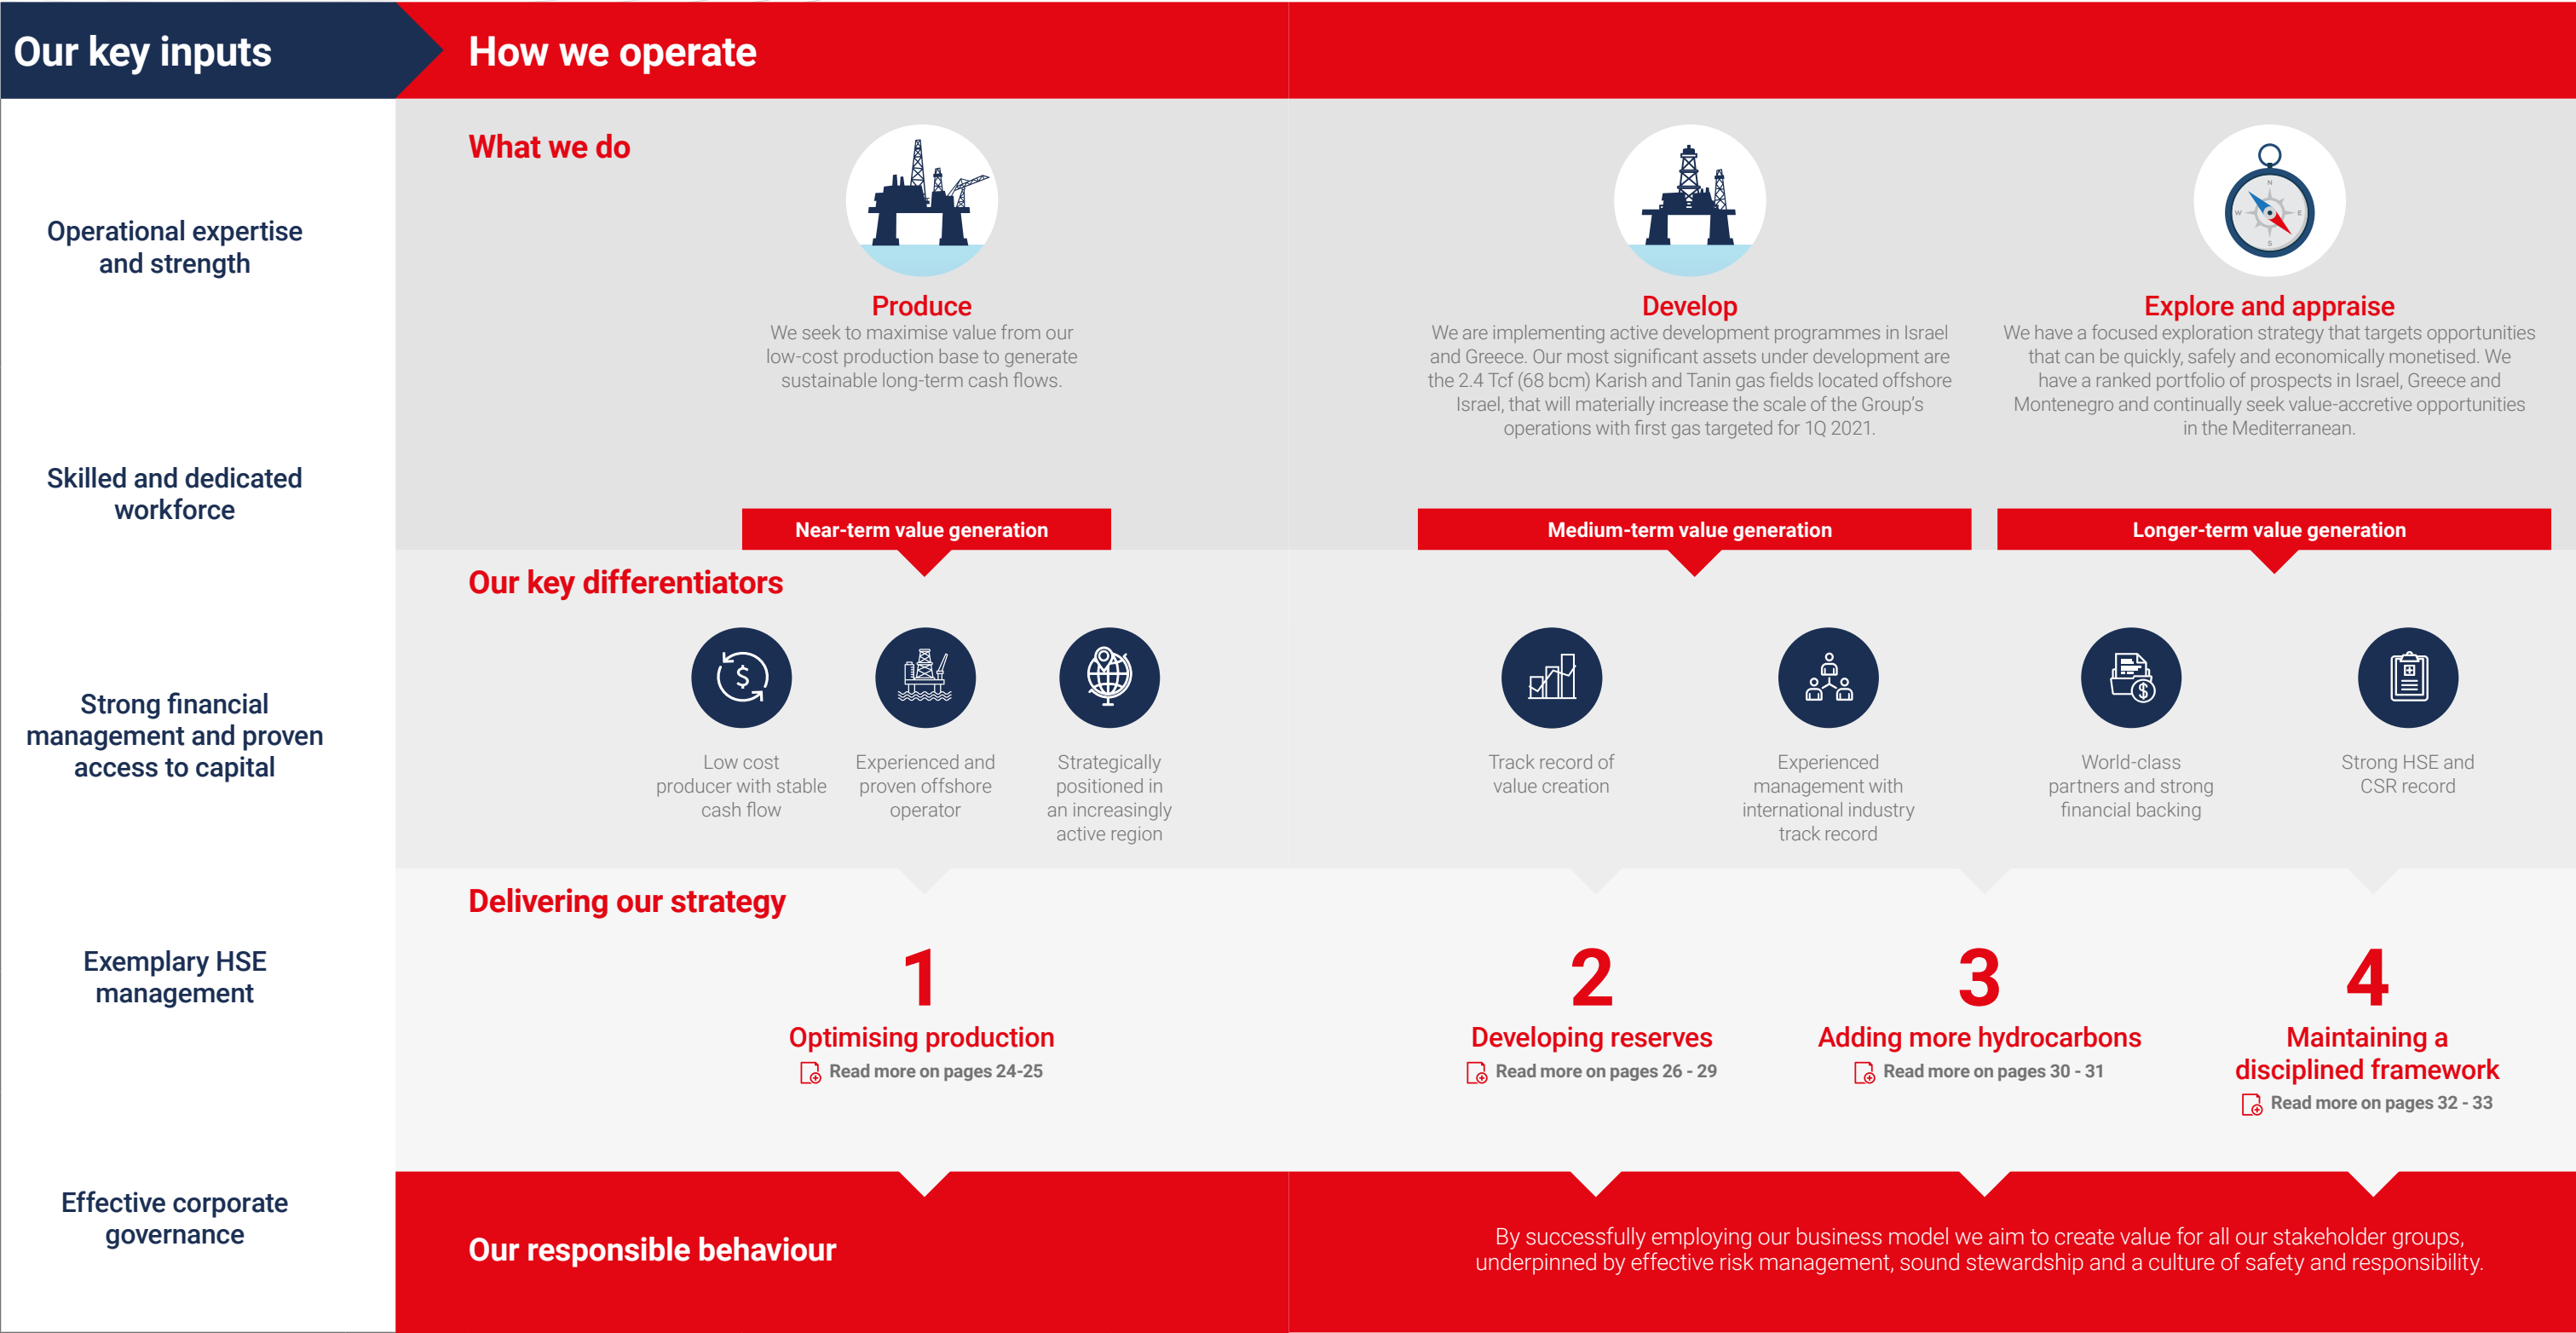 Our key inputs
How we operate
Operational expertise
and strength
Skilled and dedicated
workforce
Strong financial
management and proven
access to capital
Exemplary HSE
management
Effective corporate
governance
What we do
Produce
We seek to maximise value from our
low-cost production base to generate
sustainable long-term cash flows.
Near-term value generation
N
W
E
S
Develop
We are implementing active development programmes in Israel
and Greece. Our most significant assets under development are
the 2.4 Tcf (68 bcm) Karish and Tanin gas fields located offshore
Israel, that will materially increase the scale of the Group's
operations with first gas targeted for 1Q 2021.
Medium-term value generation
Explore and appraise
We have a focused exploration strategy that targets opportunities
that can be quickly, safely and economically monetised. We
have a ranked portfolio of prospects in Israel, Greece and
Montenegro and continually seek value-accretive opportunities
in the Mediterranean.
Longer-term value generation
Our key differentiators
$
Low cost
producer with stable
cash flow
Experienced and
proven offshore
operator
Strategically
positioned in
an increasingly
active region
Track record of
value creation
Experienced
management with
international industry
track record
$
World-class
partners and strong
financial backing
Strong HSE and
CSR record
Delivering our strategy
1
Optimising production
Read more on pages 24-25
2
Developing reserves
Read more on pages 26 - 29
3
Adding more hydrocarbons
Read more on pages 30 - 31
4
Maintaining a
disciplined framework
Read more on pages 32 - 33
Our responsible behaviour
By successfully employing our business model we aim to create value for all our stakeholder groups,
underpinned by effective risk management, sound stewardship and a culture of safety and responsibility.